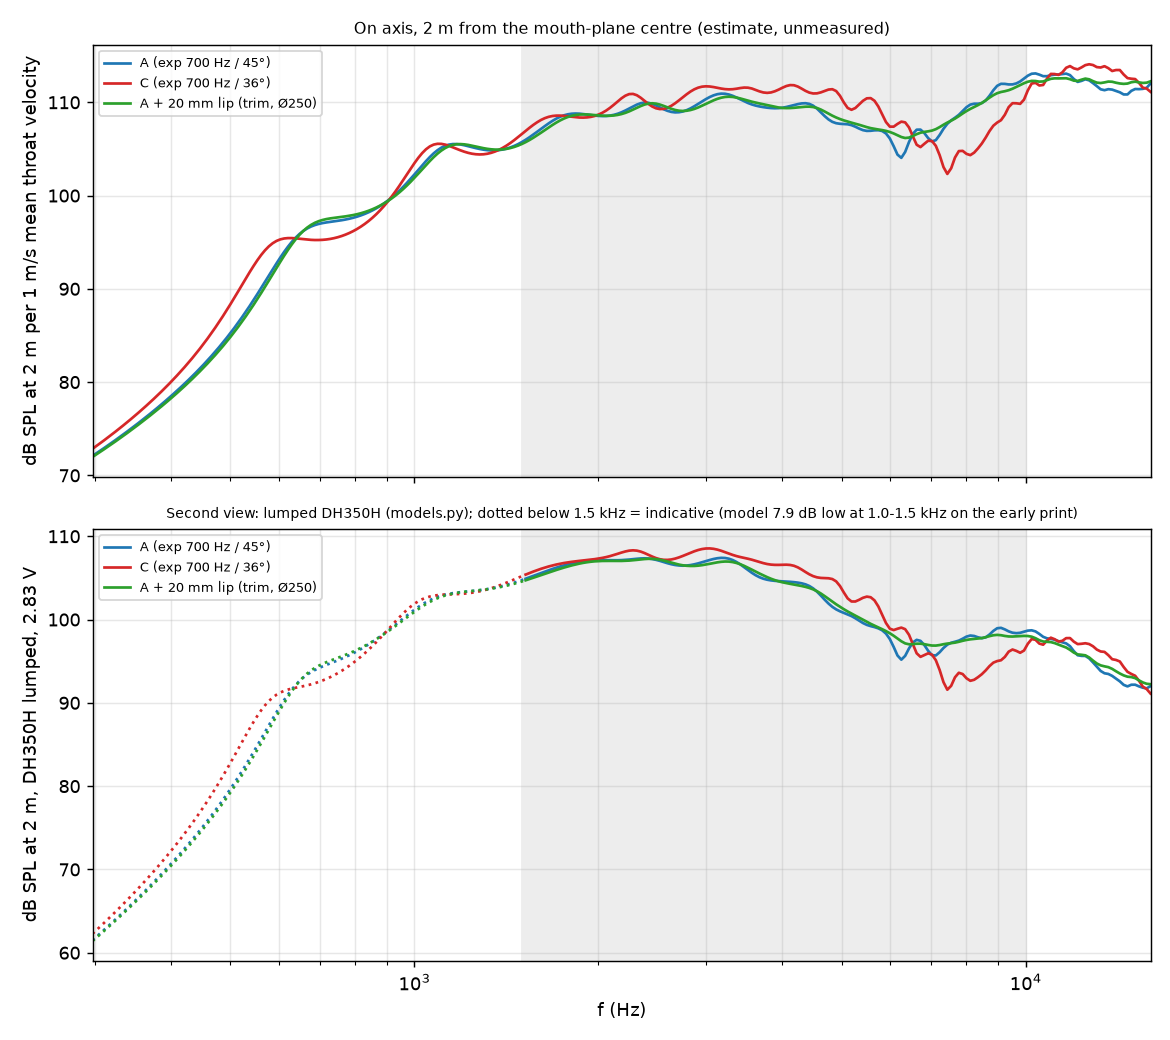 On axis, 2 m from the mouth-plane centre (estimate, unmeasured)
dB SPL at 2 m per 1 m/s mean throat velocity
110
100
90
80
70
A (exp 700 Hz / 45°)
C (exp 700 Hz / 36°)
A + 20 mm lip (trim, Ø250)
Second view: lumped DH350H (models.py); dotted below 1.5 kHz = indicative (model 7.9 dB low at 1.0-1.5 kHz on the early print)
dB SPL at 2 m, DH350H lumped, 2.83 V
110
100
90
80
70
60
A (exp 700 Hz / 45°)
C (exp 700 Hz / 36°)
A + 20 mm lip (trim, Ø250)
10³
10⁴
f (Hz)